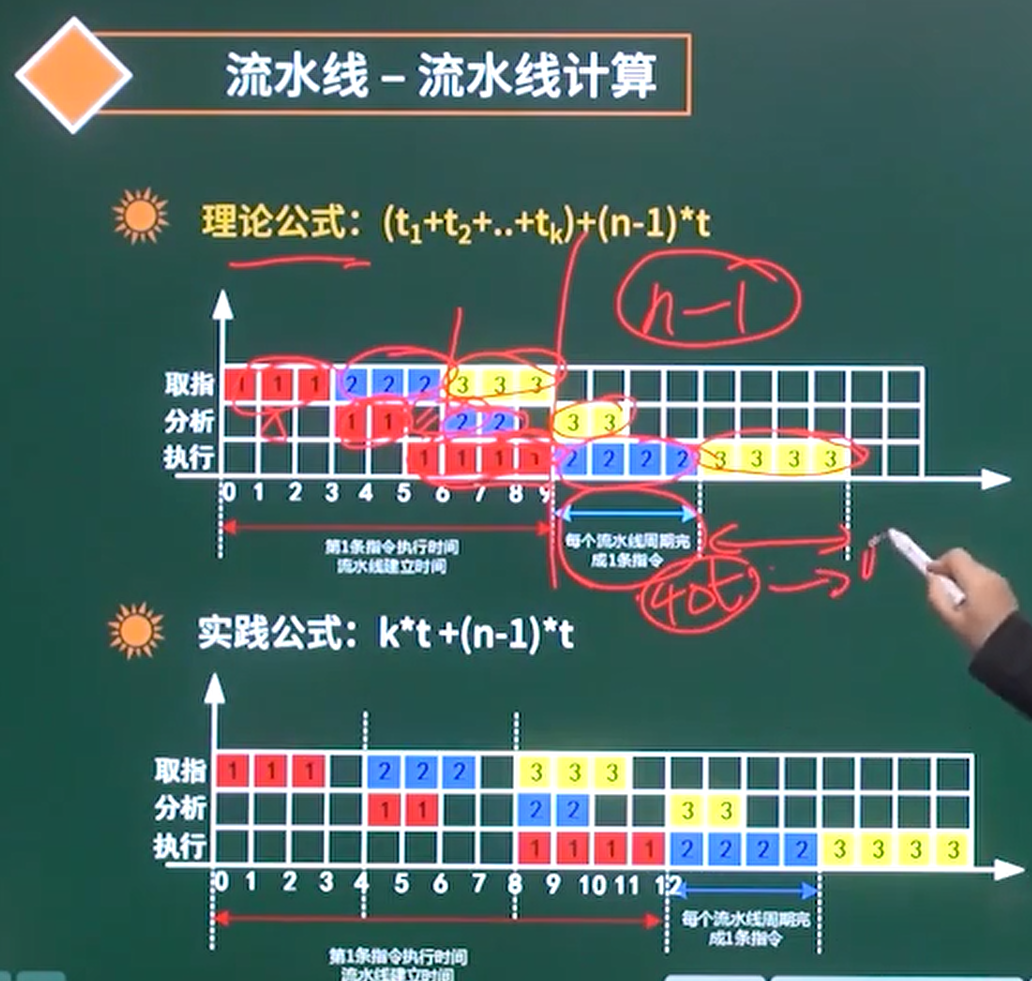 流水线 – 流水线计算
理论公式：(t₁+t₂+..+tₖ)+(n-1)*t
n-1
取指 1 1 1 2 2 2 3 3 3
分析 1 1 2 2 3 3
执行 1 1 1 1 2 2 2 2 3 3 3 3
0 1 2 3 4 5 6 7 8 9
第1条指令执行时间
流水线建立时间
每个流水线周期完
成1条指令
4Δt
实践公式：k*t +(n-1)*t
取指 1 1 1 2 2 2 3 3 3
分析 1 1 2 2 3 3
执行 1 1 1 1 2 2 2 2 3 3 3 3
0 1 2 3 4 5 6 7 8 9 10 11 12
第1条指令执行时间
流水线建立时间
每个流水线周期完
成1条指令